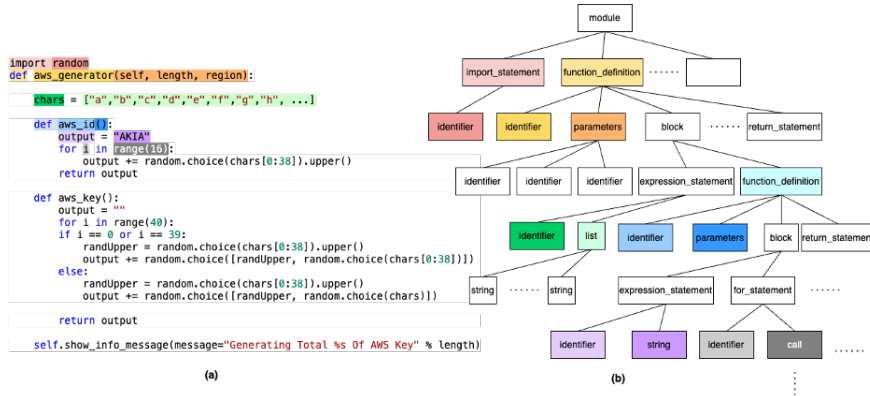 import random
def aws_generator(self, length, region):
chars = ["a","b","c","d","e","f","g","h", ...]
def aws_id():
output = "AKIA"
for i in range(16):
output += random.choice(chars[0:38]).upper()
return output
def aws_key():
output = ""
for i in range(40):
if i == 0 or i == 39:
randUpper = random.choice(chars[0:38]).upper()
output += random.choice([randUpper, random.choice(chars[0:38])])
else:
randUpper = random.choice(chars[0:38]).upper()
output += random.choice([randUpper, random.choice(chars)])
return output
self.show_info_message(message="Generating Total %s Of AWS Key" % length)
(a)
module
import_statement function_definition ......
identifier identifier parameters block ...... return_statement
identifier identifier identifier expression_statement function_definition
identifier list identifier parameters block return_statement
string ...... string expression_statement for_statement ......
identifier string identifier call ......
(b)